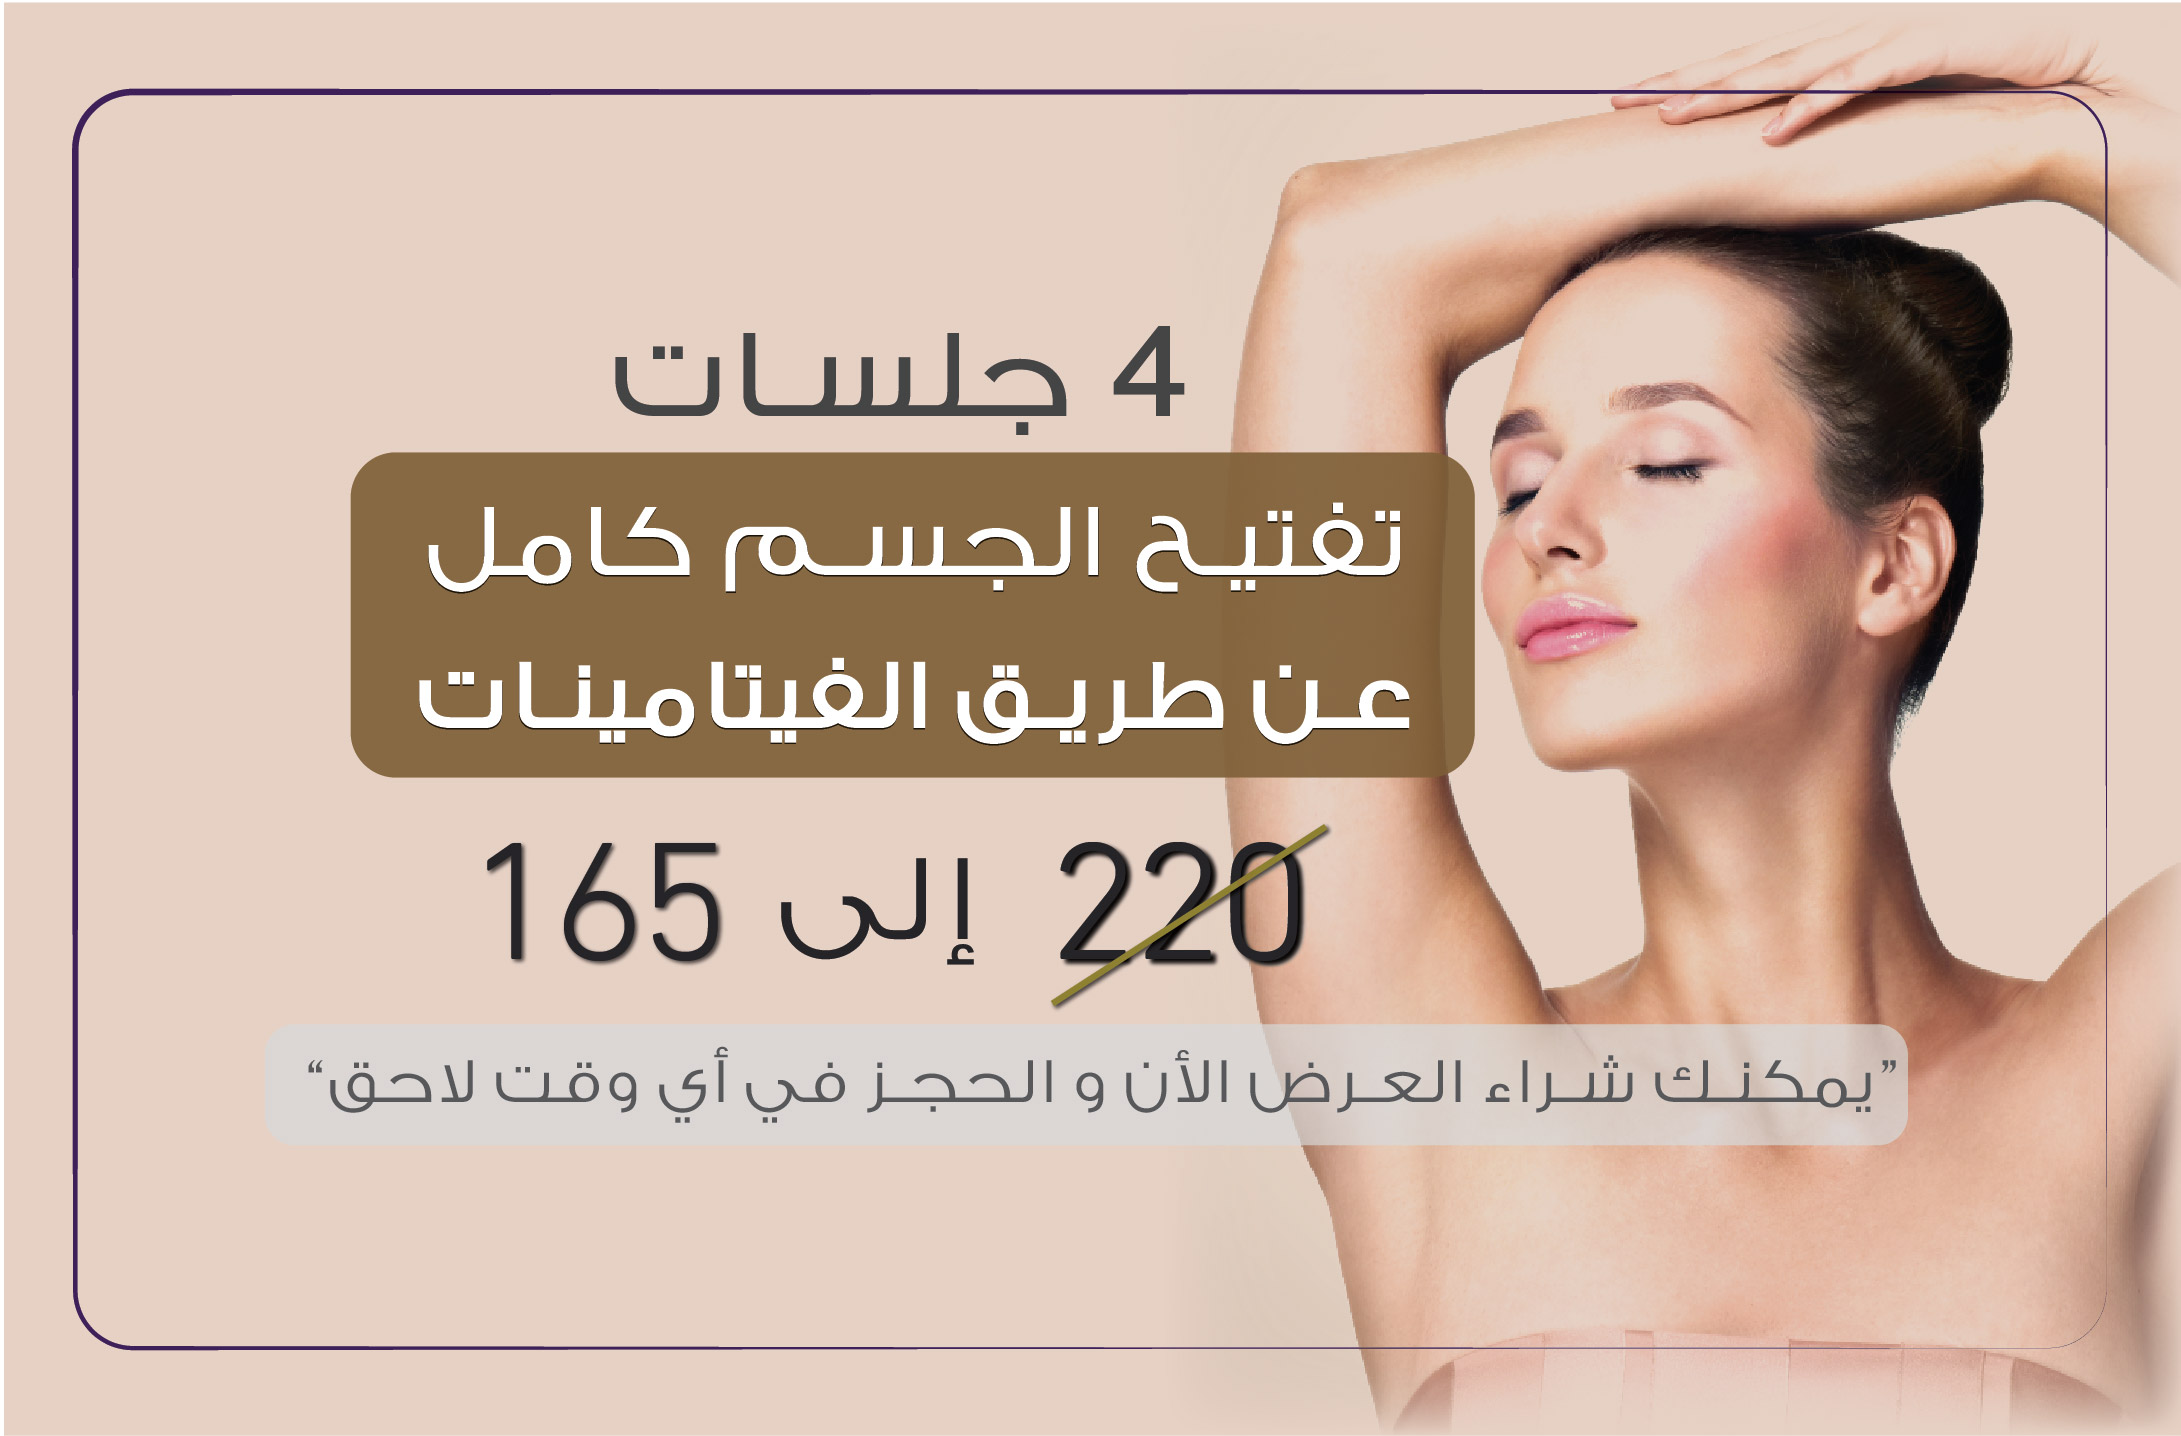 4 جلسات
تفتيح الجسم كامل
عن طريق الفيتامينات
220 إلى 165
”يمكنك شراء العرض الأن و الحجز في أي وقت لاحق“